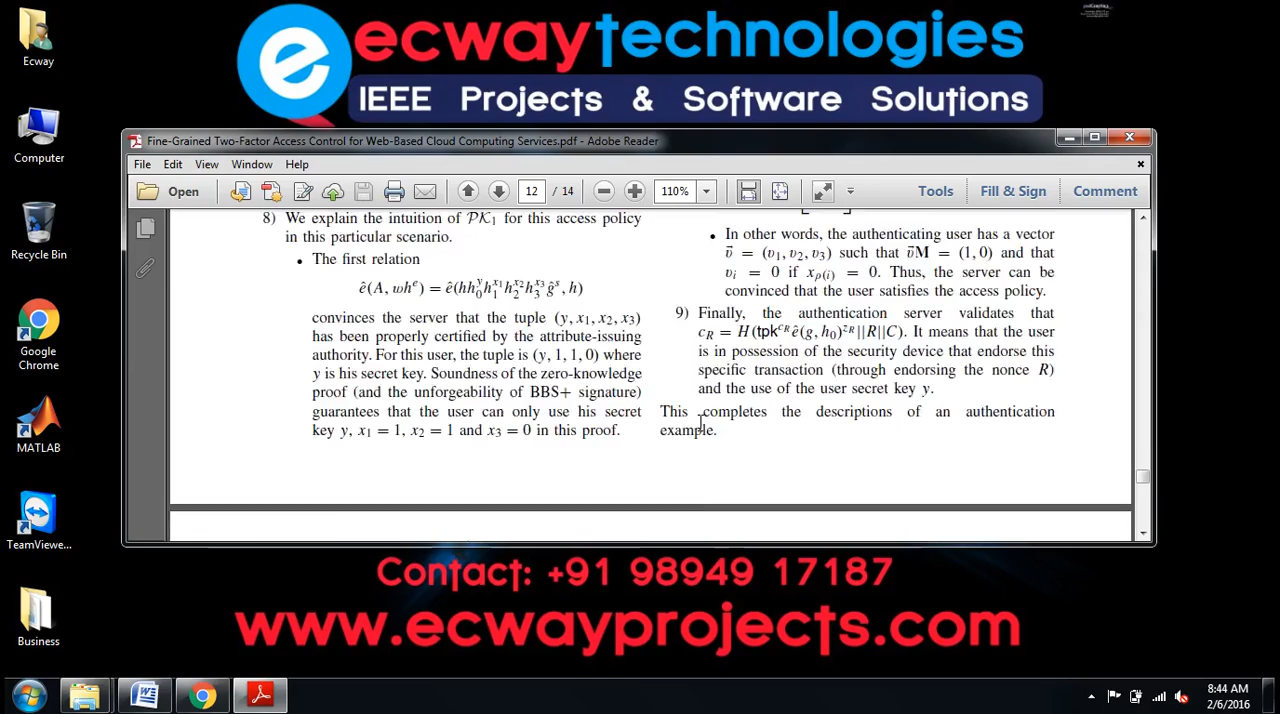 ecwaytechnologies
IEEE Projects & Software Solutions
Ecway
Computer
Recycle Bin
Google
Chrome
MATLAB
TeamViewe...
Business
Fine-Grained Two-Factor Access Control for Web-Based Cloud Computing Services.pdf - Adobe Reader
File Edit View Window Help
Open 12 / 14 110% Tools Fill & Sign Comment
8) We explain the intuition of 𝒫𝒦₁ for this access policy
in this particular scenario.
• The first relation
ê(A, whᵉ) = ê(hh₀ʸh₁ˣ¹h₂ˣ²h₃ˣ³ĝˢ, h)
convinces the server that the tuple (y, x₁, x₂, x₃)
has been properly certified by the attribute-issuing
authority. For this user, the tuple is (y, 1, 1, 0) where
y is his secret key. Soundness of the zero-knowledge
proof (and the unforgeability of BBS+ signature)
guarantees that the user can only use his secret
key y, x₁ = 1, x₂ = 1 and x₃ = 0 in this proof.
• In other words, the authenticating user has a vector
v⃗ = (v₁, v₂, v₃) such that v⃗M = (1, 0) and that
vᵢ = 0 if xρ(i) = 0. Thus, the server can be
convinced that the user satisfies the access policy.
9) Finally, the authentication server validates that
c_R = H(tpk^{c_R} ê(g, h₀)^{z_R}||R||C). It means that the user
is in possession of the security device that endorse this
specific transaction (through endorsing the nonce R)
and the use of the user secret key y.
This completes the descriptions of an authentication
example.
Contact: +91 98949 17187
www.ecwayprojects.com
8:44 AM
2/6/2016